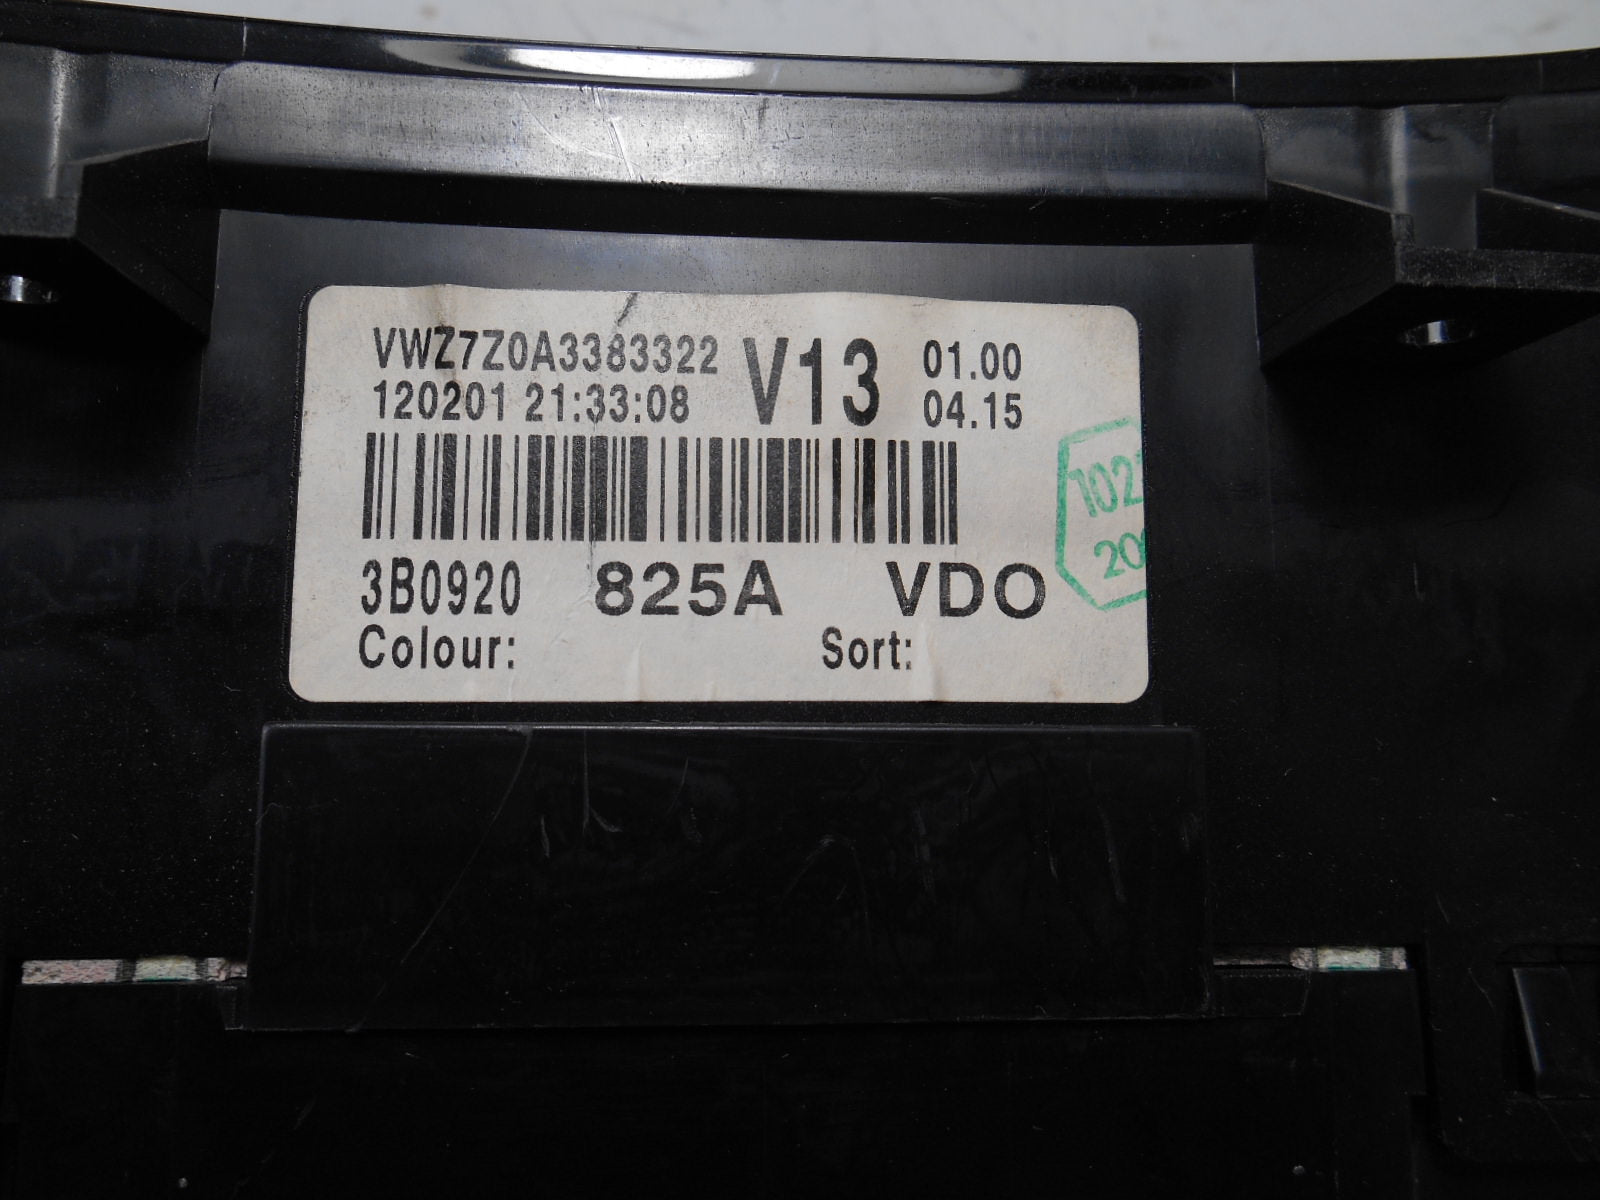 VWZ7Z0A3383322 V13 01.00
120201 21:33:08 04.15
3B0920 825A VDO
Colour: Sort: